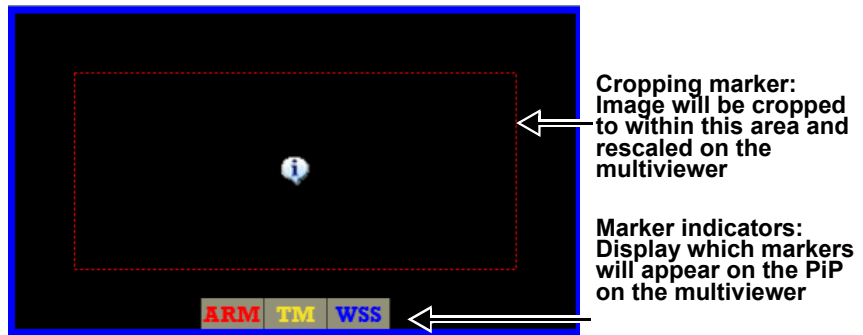 Cropping marker:
Image will be cropped
to within this area and
rescaled on the
multiviewer
i
Marker indicators:
Display which markers
will appear on the PiP
on the multiviewer
ARM TM WSS